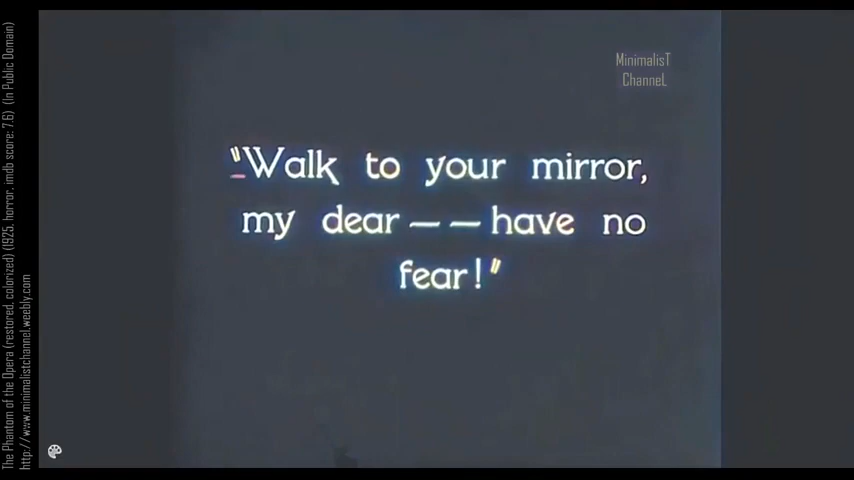 The Phantom of the Opera (restored, colorized) (1925, horror, imdb score: 7.6) (In Public Domain)
http://www.minimalistchannel.weebly.com
MinimalisT
ChanneL
"Walk to your mirror,
my dear — — have no
fear!"